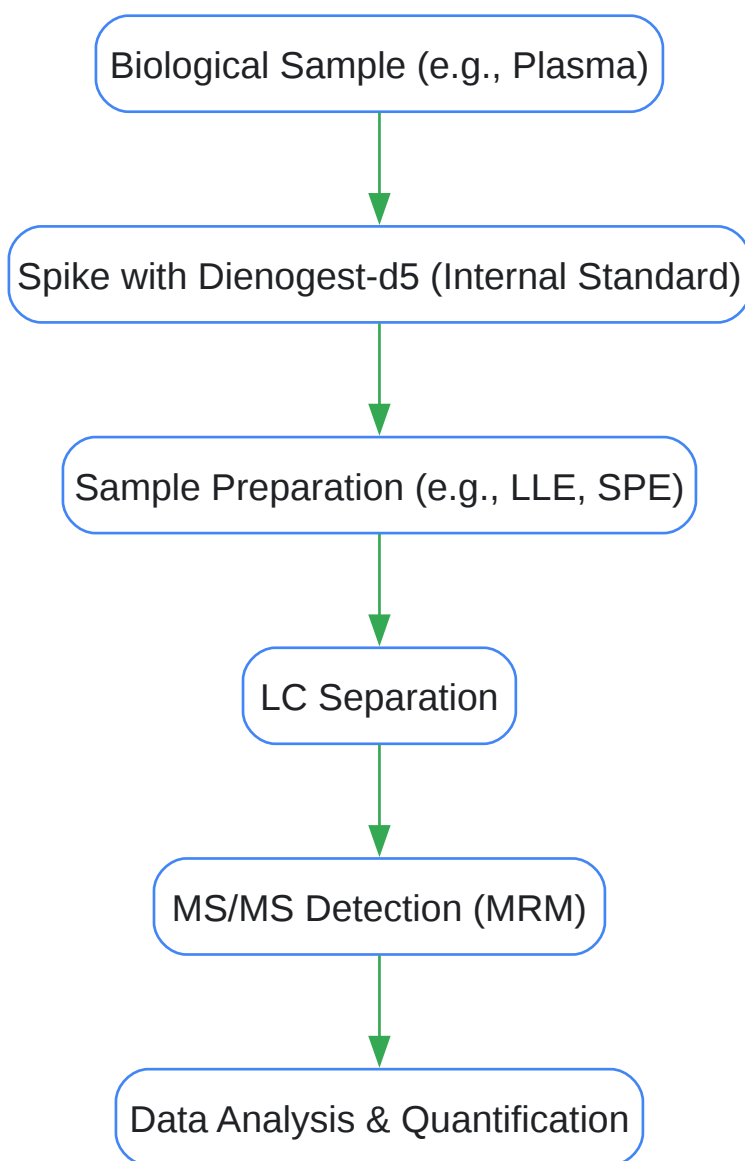 Biological Sample (e.g., Plasma)
Spike with Dienogest-d5 (Internal Standard)
Sample Preparation (e.g., LLE, SPE)
LC Separation
MS/MS Detection (MRM)
Data Analysis & Quantification